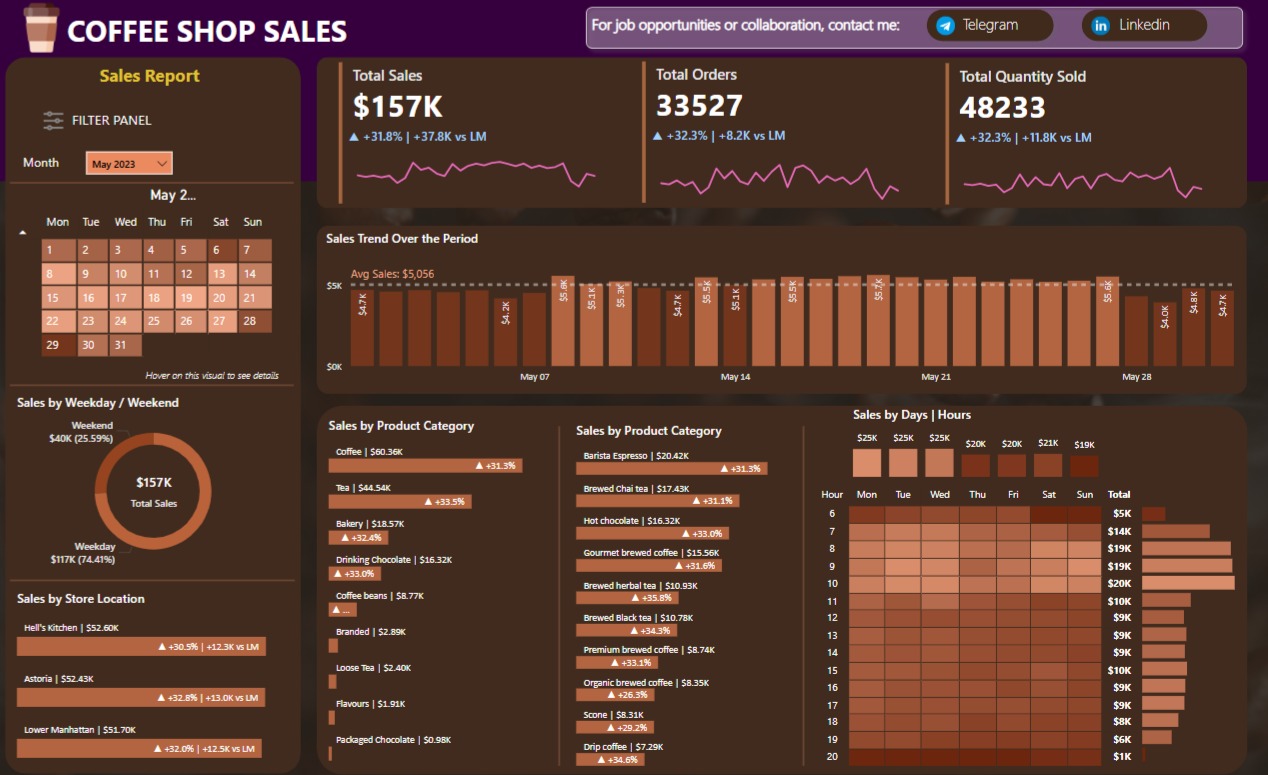 COFFEE SHOP SALES
For job opportunities or collaboration, contact me:
Telegram
Linkedin
Sales Report
FILTER PANEL
Month
May 2023
May 2...
Mon Tue Wed Thu Fri Sat Sun
1 2 3 4 5 6 7
8 9 10 11 12 13 14
15 16 17 18 19 20 21
22 23 24 25 26 27 28
29 30 31
Hover on this visual to see details
Sales by Weekday / Weekend
Weekend
$40K (25.59%)
$157K
Total Sales
Weekday
$117K (74.41%)
Sales by Store Location
Hell's Kitchen | $52.60K
▲ +30.5% | +12.3K vs LM
Astoria | $52.43K
▲ +32.8% | +13.0K vs LM
Lower Manhattan | $51.70K
▲ +32.0% | +12.5K vs LM
Total Sales
$157K
▲ +31.8% | +37.8K vs LM
Total Orders
33527
▲ +32.3% | +8.2K vs LM
Total Quantity Sold
48233
▲ +32.3% | +11.8K vs LM
Sales Trend Over the Period
Avg Sales: $5,056
$5K
$0K
$4.7K
$4.2K
$5.6K
$5.1K
$5.3K
$4.7K
$5.5K
$5.1K
$5.5K
$5.7K
$5.6K
$4.0K
$4.8K
$4.7K
May 07
May 14
May 21
May 28
Sales by Product Category
Coffee | $60.36K
▲ +31.3%
Tea | $44.54K
▲ +33.5%
Bakery | $18.57K
▲ +32.4%
Drinking Chocolate | $16.32K
▲ +33.0%
Coffee beans | $8.77K
▲ ...
Branded | $2.89K
Loose Tea | $2.40K
Flavours | $1.91K
Packaged Chocolate | $0.98K
Sales by Product Category
Barista Espresso | $20.42K
▲ +31.3%
Brewed Chai tea | $17.43K
▲ +31.1%
Hot chocolate | $16.32K
▲ +33.0%
Gourmet brewed coffee | $15.56K
▲ +31.6%
Brewed herbal tea | $10.93K
▲ +35.8%
Brewed Black tea | $10.78K
▲ +34.3%
Premium brewed coffee | $8.74K
▲ +33.1%
Organic brewed coffee | $8.35K
▲ +26.3%
Scone | $8.31K
▲ +29.2%
Drip coffee | $7.29K
▲ +34.6%
Sales by Days | Hours
$25K $25K $25K $20K $20K $21K $19K
Hour Mon Tue Wed Thu Fri Sat Sun Total
6 $5K
7 $14K
8 $19K
9 $19K
10 $20K
11 $10K
12 $9K
13 $9K
14 $9K
15 $10K
16 $9K
17 $9K
18 $8K
19 $6K
20 $1K